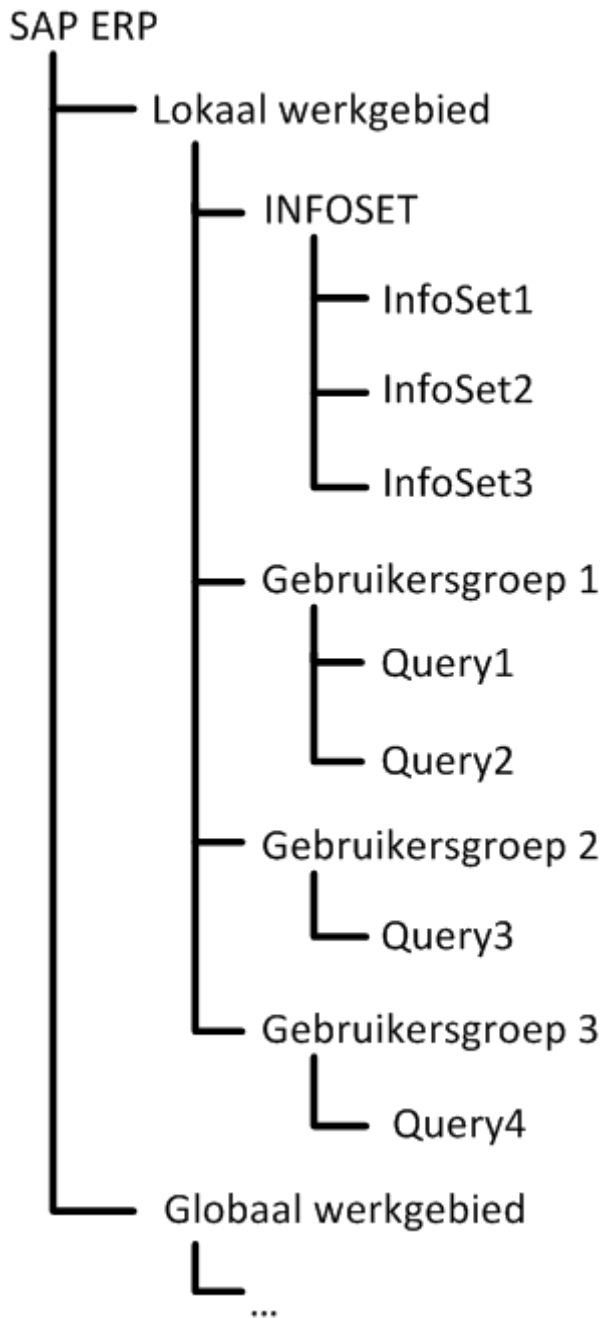 SAP ERP
Lokaal werkgebied
INFOSET
InfoSet1
InfoSet2
InfoSet3
Gebruikersgroep 1
Query1
Query2
Gebruikersgroep 2
Query3
Gebruikersgroep 3
Query4
Globaal werkgebied
...